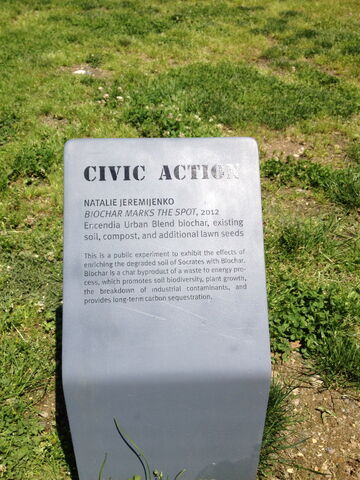 CIVIC ACTION
NATALIE JEREMIJENKO
BIOCHAR MARKS THE SPOT, 2012
Encendia Urban Blend biochar, existing
soil, compost, and additional lawn seeds
This is a public experiment to exhibit the effects of
enriching the degraded soil of Socrates with Biochar.
Biochar is a char byproduct of a waste to energy pro-
cess, which promotes soil biodiversity, plant growth,
the breakdown of industrial contaminants, and
provides long-term carbon sequestration.